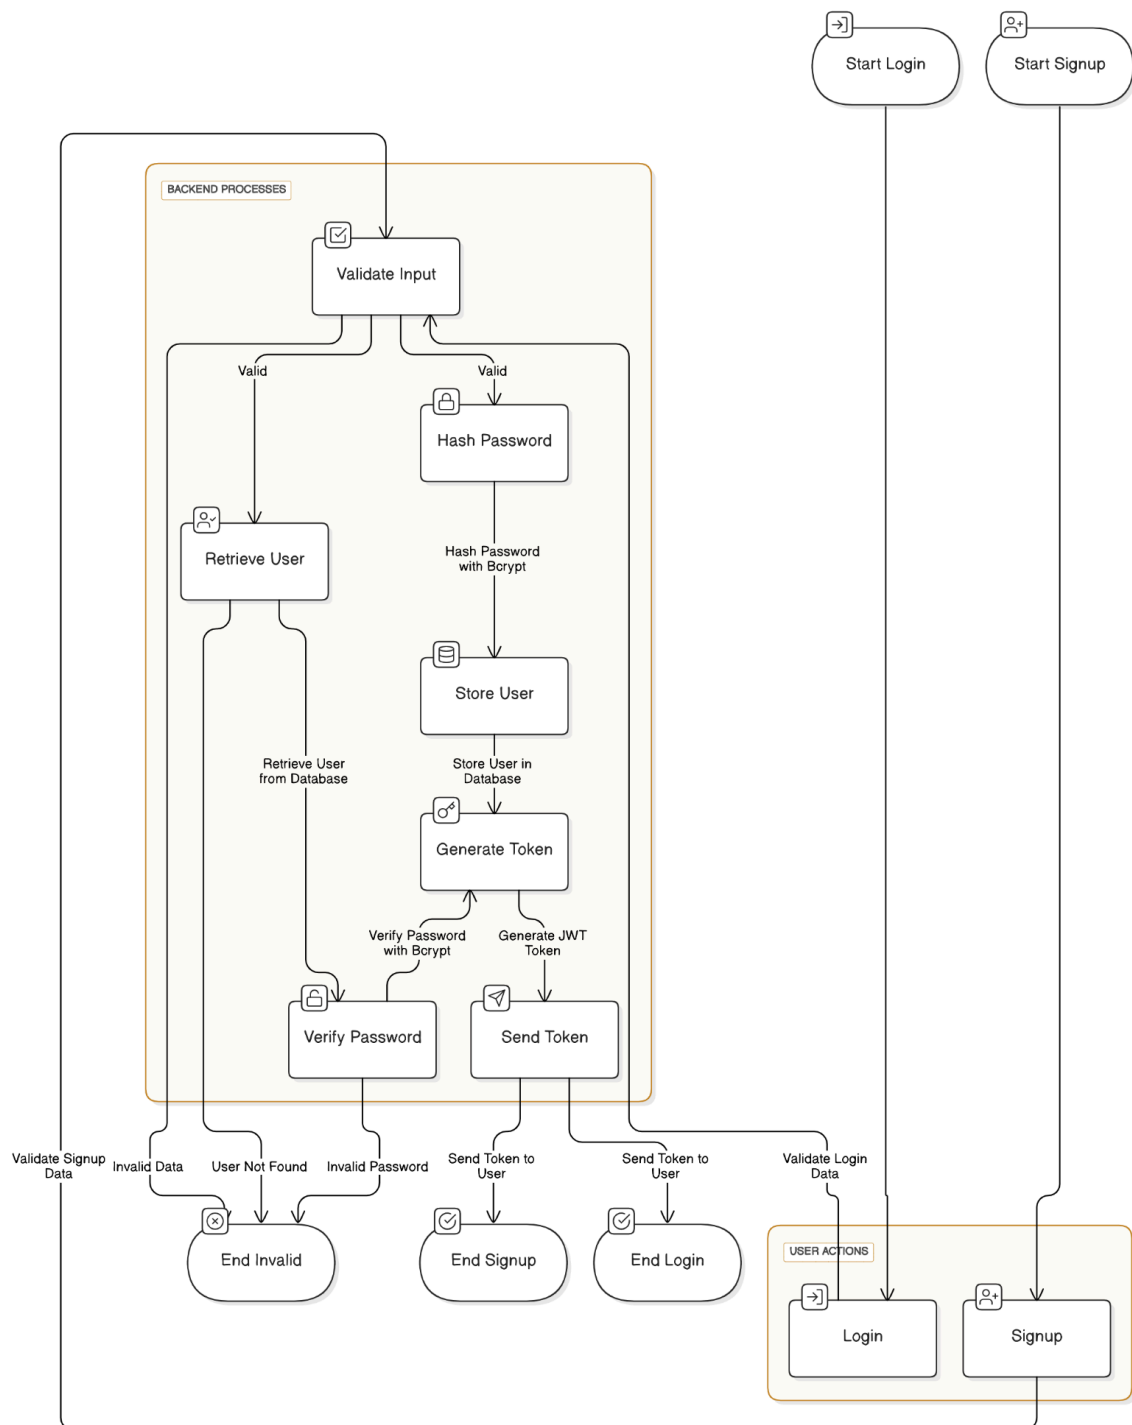 Start Login
Start Signup
BACKEND PROCESSES
Validate Input
Valid
Valid
Hash Password
Hash Password
with Bcrypt
Retrieve User
Store User
Retrieve User
from Database
Store User in
Database
Generate Token
Verify Password
with Bcrypt
Generate JWT
Token
Verify Password
Send Token
Validate Signup
Data
Invalid Data
User Not Found
Invalid Password
Send Token to
User
Send Token to
User
Validate Login
Data
End Invalid
End Signup
End Login
USER ACTIONS
Login
Signup